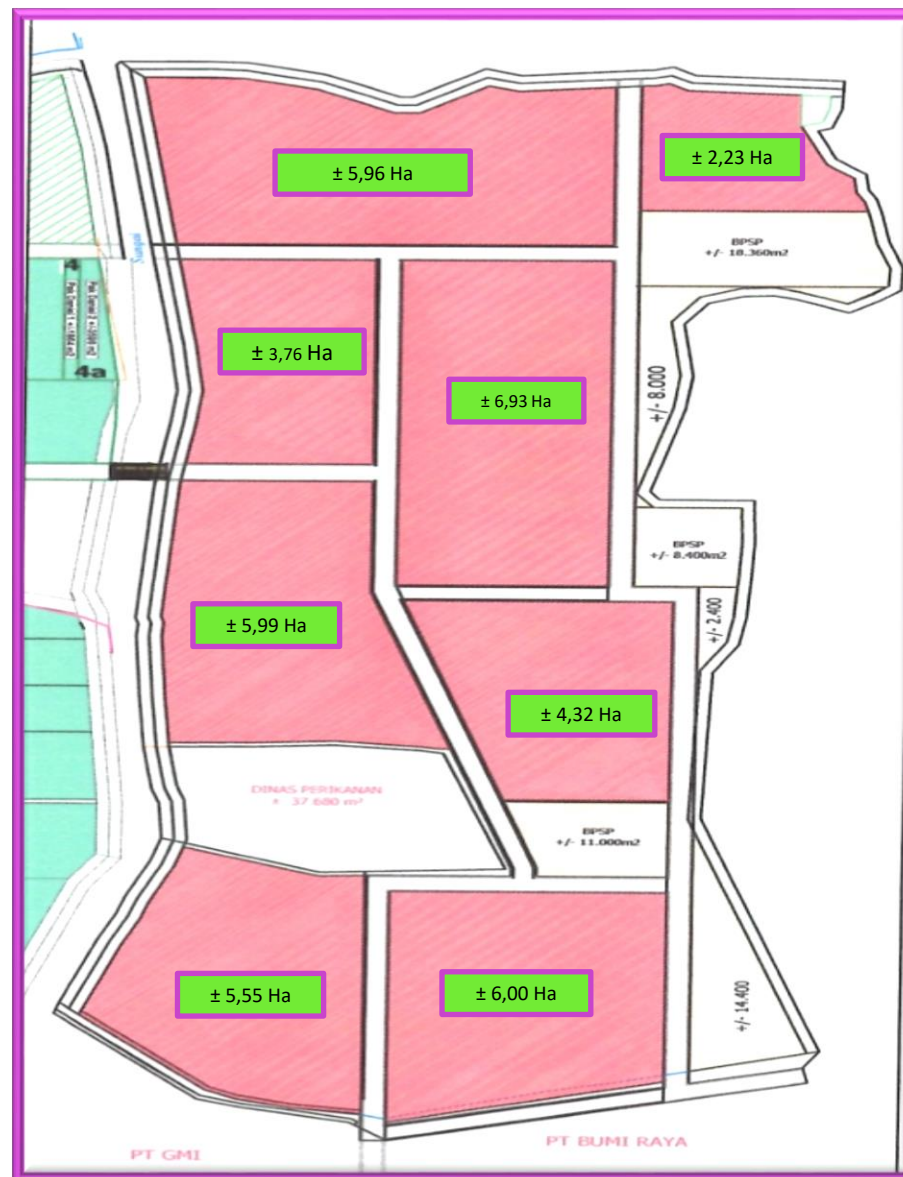 ± 5,96 Ha
± 2,23 Ha
BPSP
+/- 18.360m2
Sungai
± 3,76 Ha
± 6,93 Ha
+/- 8.000
4a
BPSP
+/- 8.400m2
± 5,99 Ha
+/- 2.400
± 4,32 Ha
DINAS PERIKANAN
± 37.680 m²
BPSP
+/- 11.000m2
± 5,55 Ha
± 6,00 Ha
+/- 14.400
PT GMI
PT BUMI RAYA